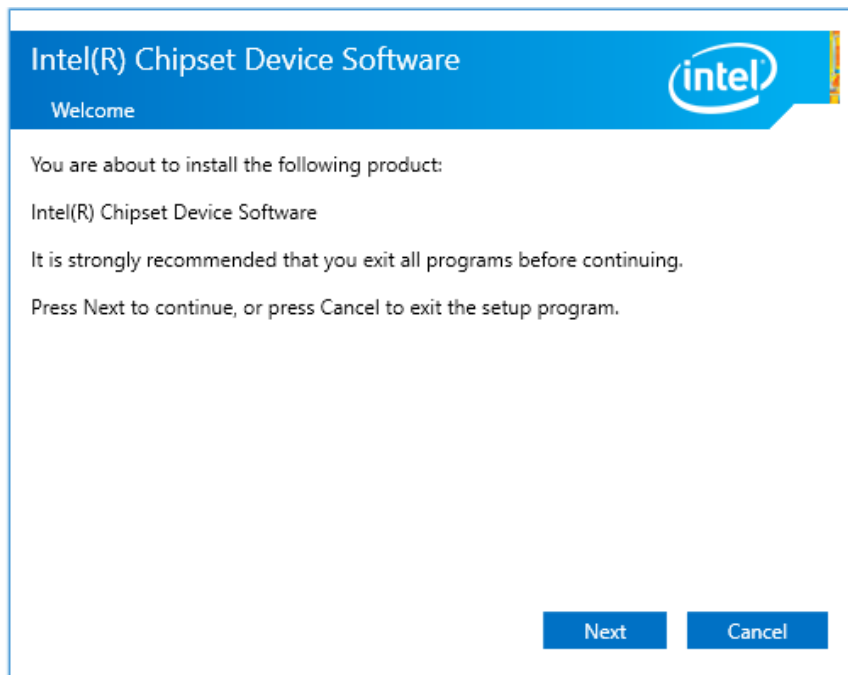 Intel(R) Chipset Device Software
intel
Welcome
You are about to install the following product:
Intel(R) Chipset Device Software
It is strongly recommended that you exit all programs before continuing.
Press Next to continue, or press Cancel to exit the setup program.
Next
Cancel